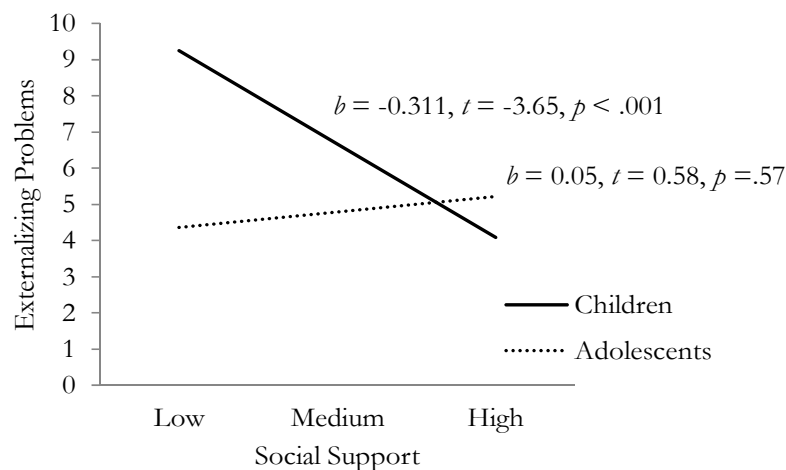 10
9
8
7
6
5
4
3
2
1
0
Externalizing Problems
b = -0.311, t = -3.65, p < .001
b = 0.05, t = 0.58, p =.57
Children
Adolescents
Low Medium High
Social Support